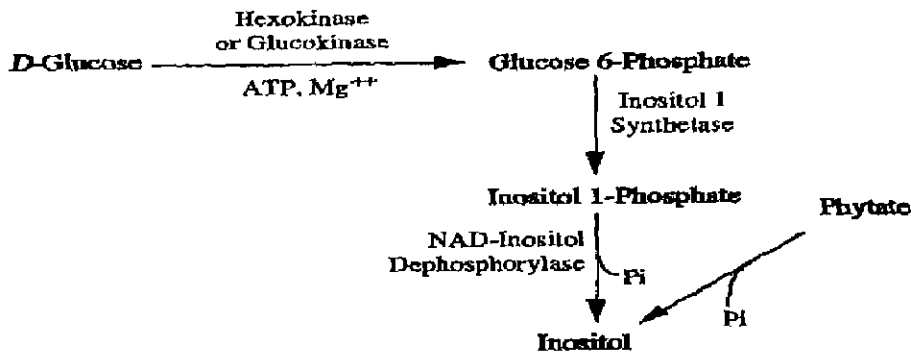 Hexokinase
or Glucokinase
D-Glucose
Glucose 6-Phosphate
ATP, Mg++
Inositol 1
Synthetase
Inositol 1-Phosphate
Phytate
NAD-Inositol
Dephosphorylase
Pi
Pi
Inositol